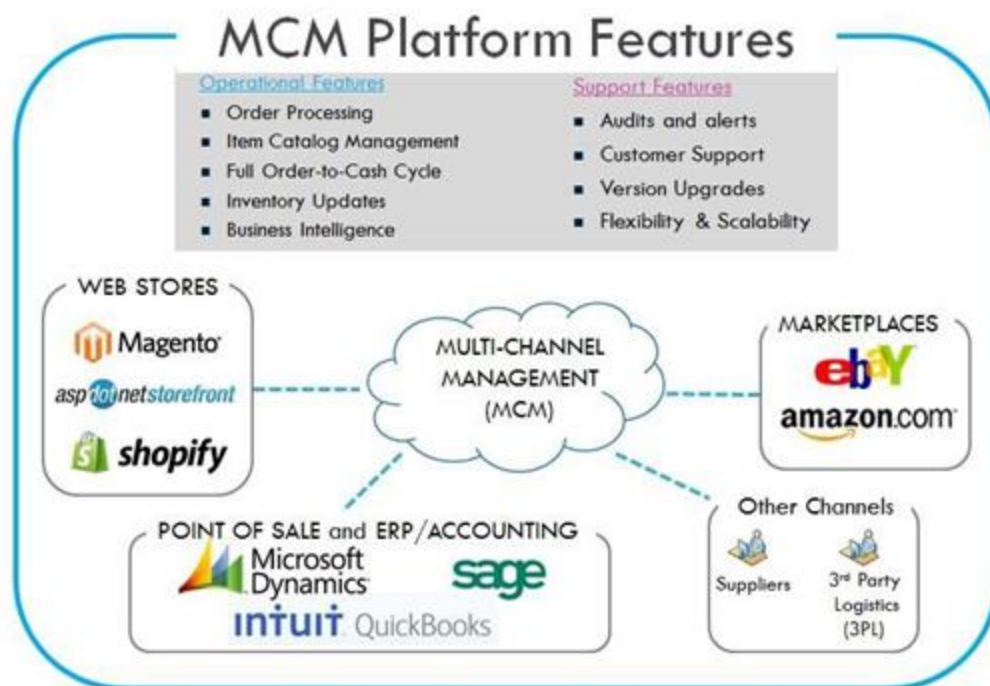 MCM Platform Features
Operational Features
Order Processing
Item Catalog Management
Full Order-to-Cash Cycle
Inventory Updates
Business Intelligence
Support Features
Audits and alerts
Customer Support
Version Upgrades
Flexibility & Scalability
WEB STORES
Magento
aspdotnetstorefront
shopify
MULTI-CHANNEL
MANAGEMENT
(MCM)
MARKETPLACES
ebaY
amazon.com
POINT OF SALE and ERP/ACCOUNTING
Microsoft
Dynamics
sage
intuit QuickBooks
Other Channels
Suppliers
3rd Party
Logistics
(3PL)